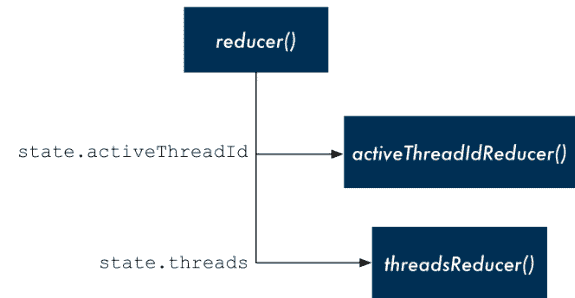 reducer()
state.activeThreadId
activeThreadIdReducer()
state.threads
threadsReducer()